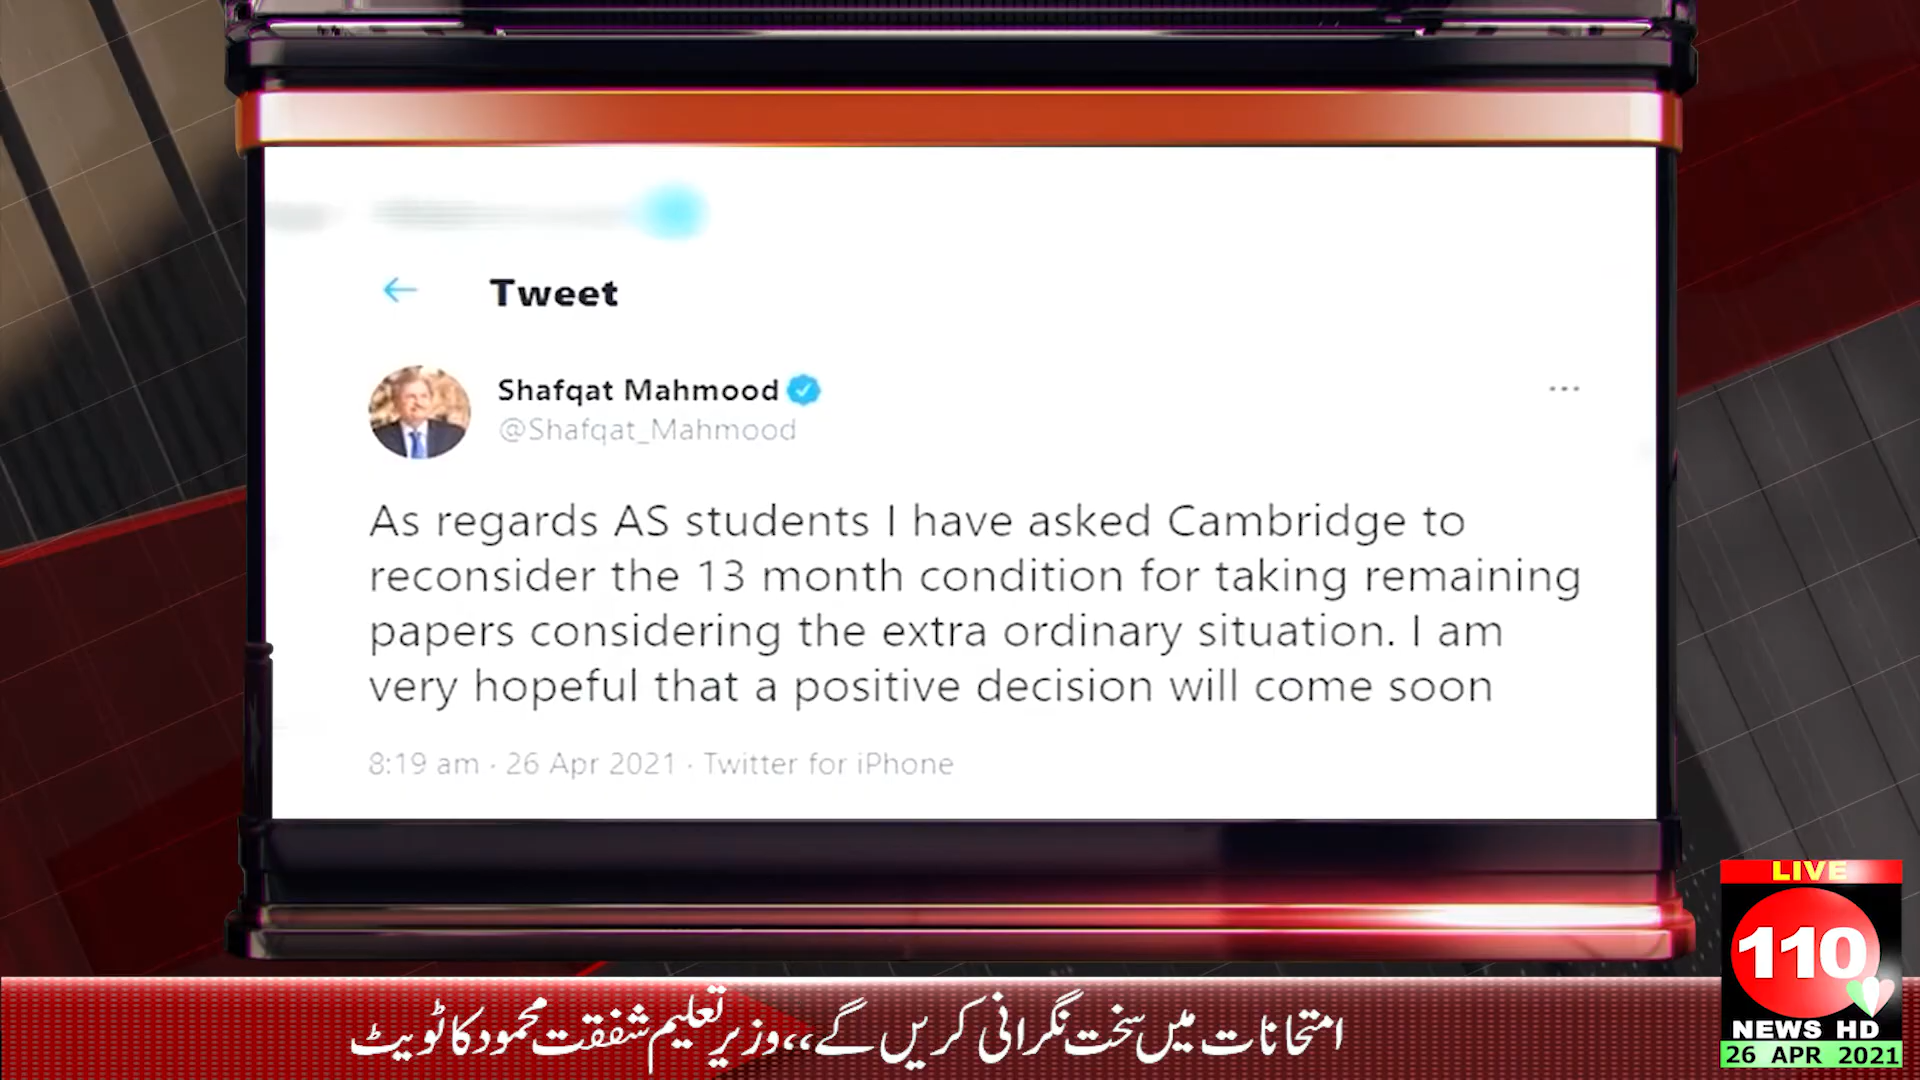 Tweet
Shafqat Mahmood
@Shafqat_Mahmood
As regards AS students I have asked Cambridge to
reconsider the 13 month condition for taking remaining
papers considering the extra ordinary situation. I am
very hopeful that a positive decision will come soon
8:19 am · 26 Apr 2021 · Twitter for iPhone
LIVE
110
NEWS HD
26 APR 2021
امتحانات میں سخت نگرانی کریں گے،،وزیرتعلیم شفقت محمود کا ٹویٹ